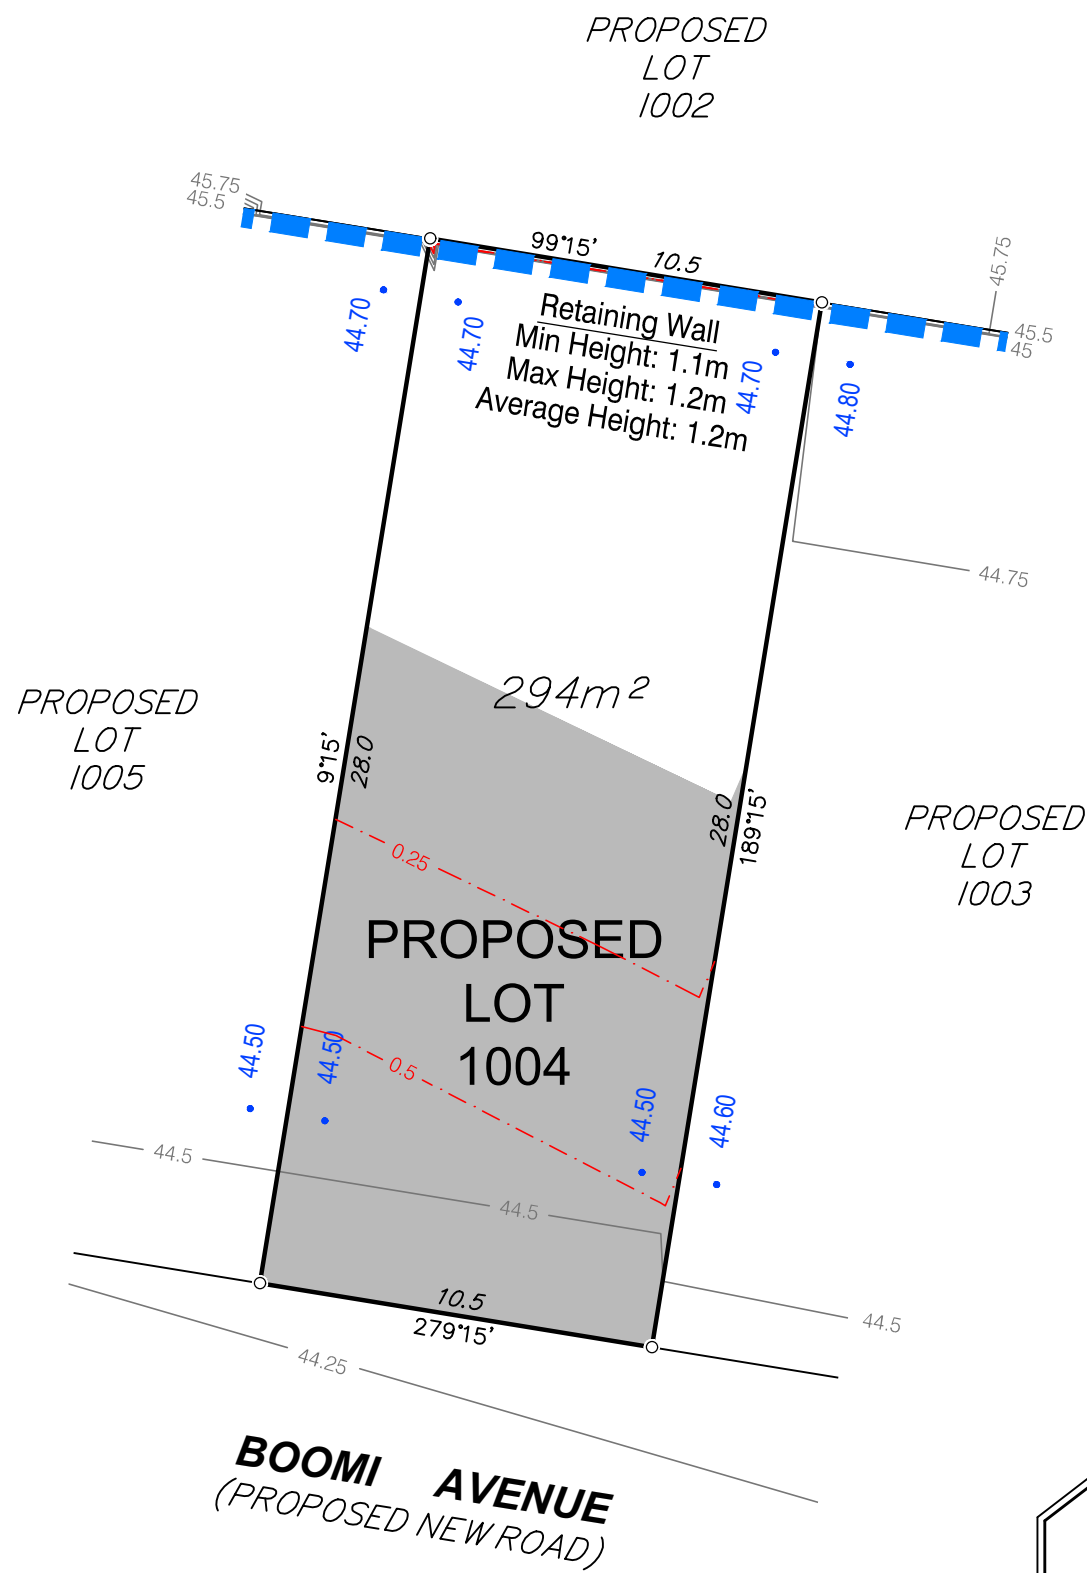 PROPOSED
LOT
1002
45.75
45.5
99°15'
10.5
45.75
45.5
45
44.70
44.70
Retaining Wall
Min Height: 1.1m
Max Height: 1.2m
Average Height: 1.2m
44.70
44.80
44.75
294m²
PROPOSED
LOT
1005
9°15'
28.0
28.0
189°15'
PROPOSED
LOT
1003
0.25
PROPOSED
LOT
1004
44.50
44.50
0.5
44.50
44.60
44.5
44.5
10.5
279°15'
44.5
44.25
BOOMI AVENUE
(PROPOSED NEW ROAD)